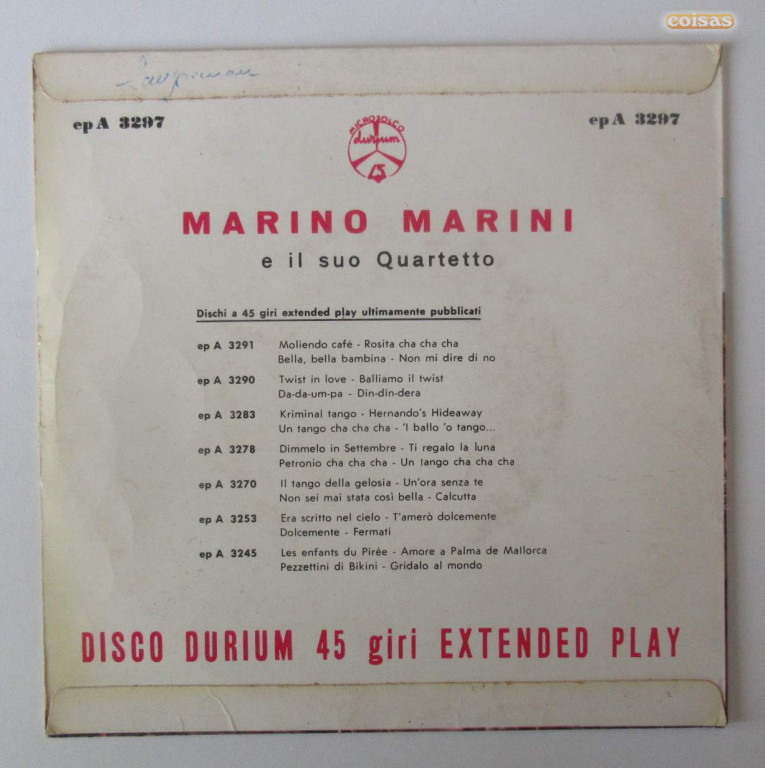 coisas
ep A 3297
ep A 3297
MICROSOLCO
durium
45
MARINO MARINI
e il suo Quartetto
Dischi a 45 giri extended play ultimamente pubblicati
ep A 3291 Moliendo café - Rosita cha cha cha
Bella, bella bambina - Non mi dire di no
ep A 3290 Twist in love - Balliamo il twist
Da-da-um-pa - Din-din-dera
ep A 3283 Kriminal tango - Hernando's Hideaway
Un tango cha cha cha - 'I ballo 'o tango...
ep A 3278 Dimmelo in Settembre - Ti regalo la luna
Petronio cha cha cha - Un tango cha cha cha
ep A 3270 Il tango della gelosia - Un'ora senza te
Non sei mai stata così bella - Calcutta
ep A 3253 Era scritto nel cielo - T'amerò dolcemente
Dolcemente - Fermati
ep A 3245 Les enfants du Pirée - Amore a Palma de Mallorca
Pezzettini di Bikini - Gridalo al mondo
DISCO DURIUM 45 giri EXTENDED PLAY